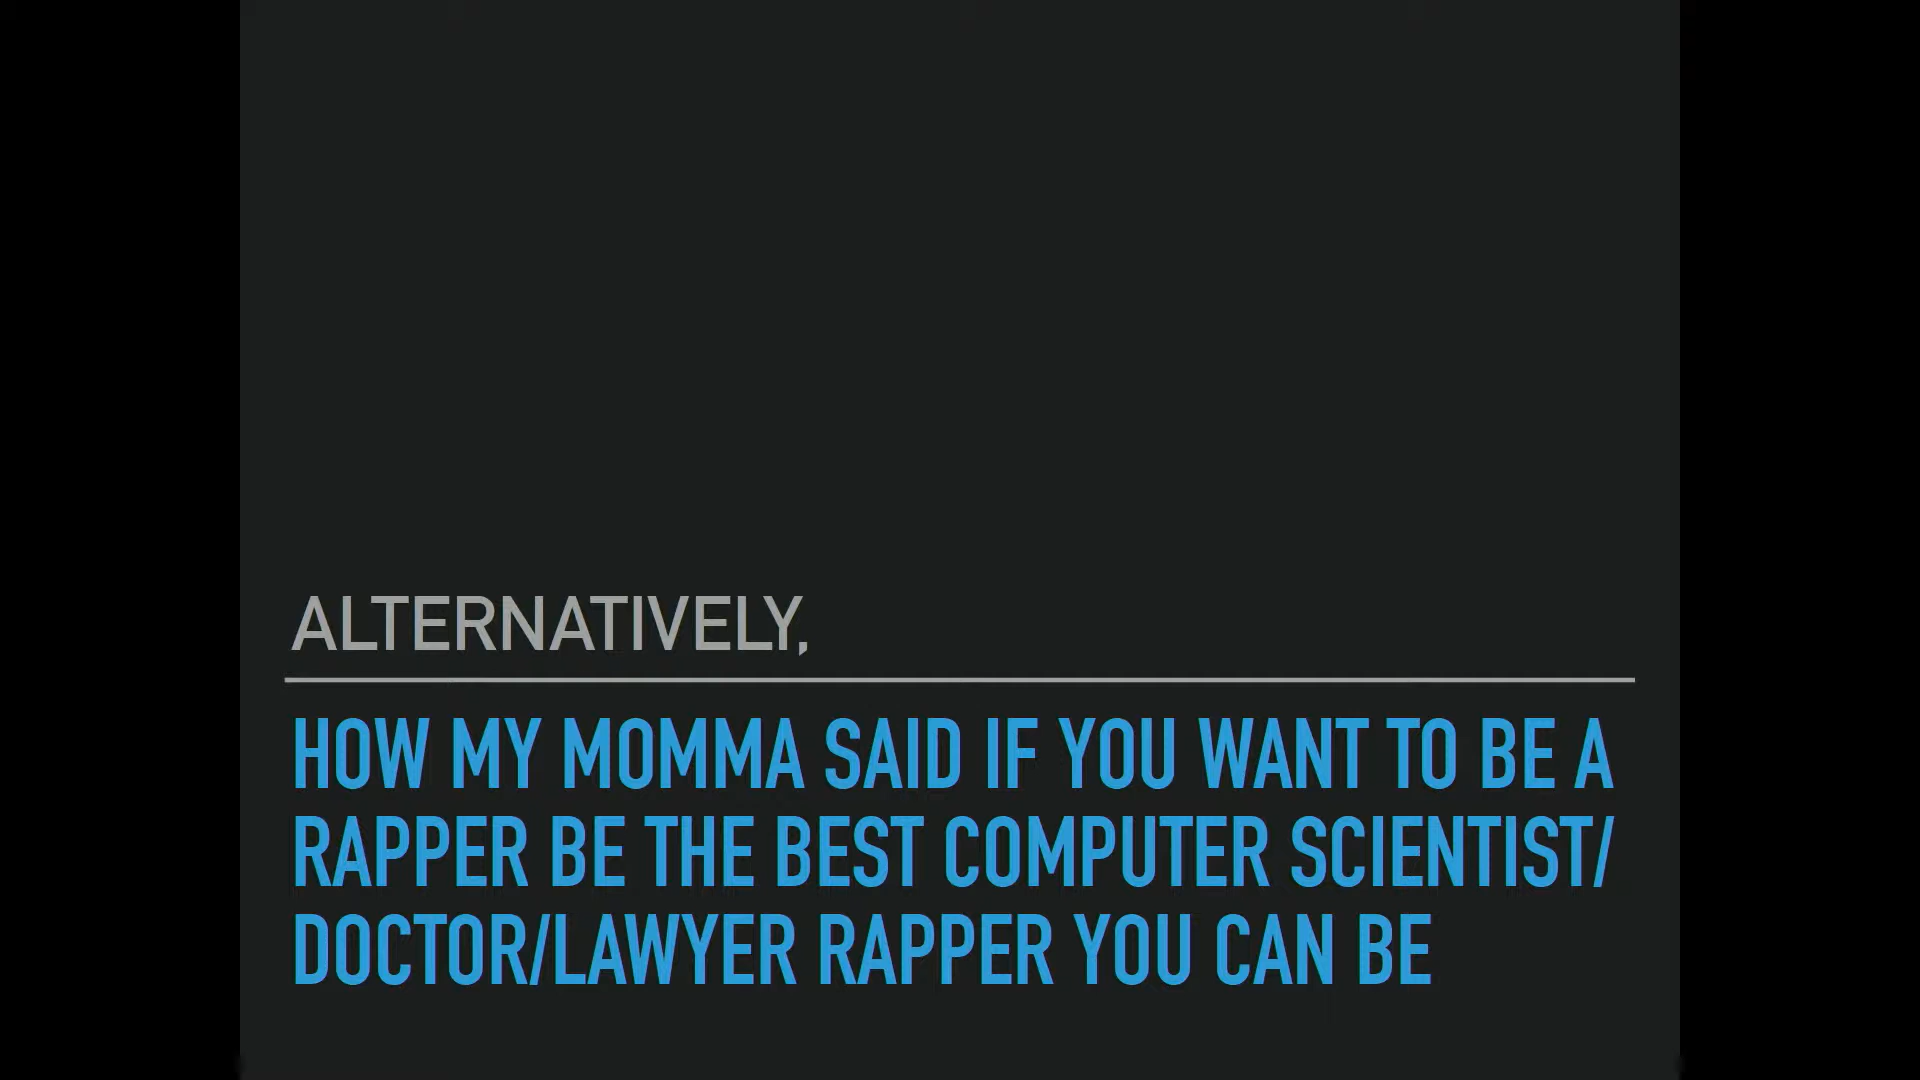 ALTERNATIVELY,
HOW MY MOMMA SAID IF YOU WANT TO BE A
RAPPER BE THE BEST COMPUTER SCIENTIST/
DOCTOR/LAWYER RAPPER YOU CAN BE